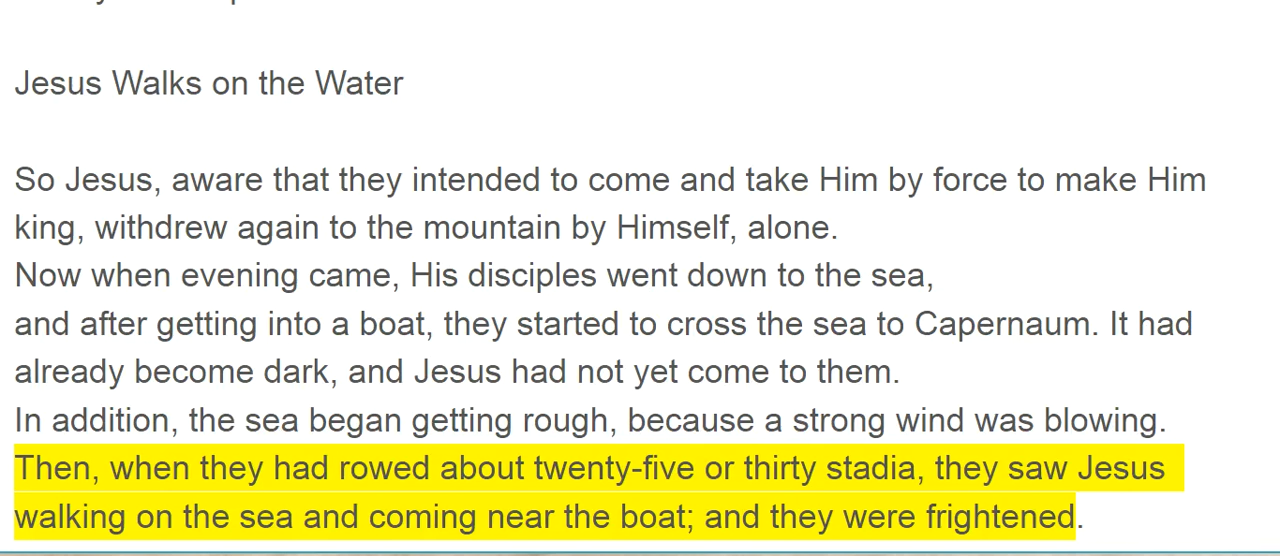 Jesus Walks on the Water
So Jesus, aware that they intended to come and take Him by force to make Him
king, withdrew again to the mountain by Himself, alone.
Now when evening came, His disciples went down to the sea,
and after getting into a boat, they started to cross the sea to Capernaum. It had
already become dark, and Jesus had not yet come to them.
In addition, the sea began getting rough, because a strong wind was blowing.
Then, when they had rowed about twenty-five or thirty stadia, they saw Jesus
walking on the sea and coming near the boat; and they were frightened.